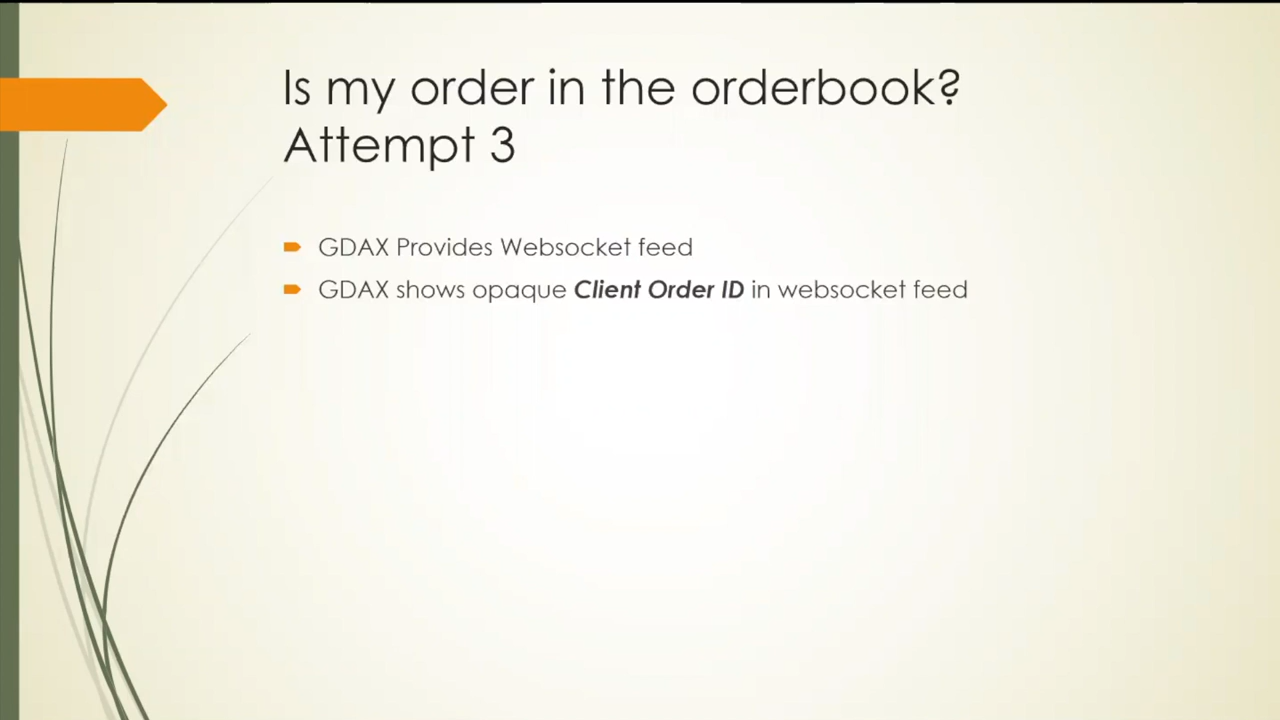 Is my order in the orderbook?
Attempt 3
GDAX Provides Websocket feed
GDAX shows opaque Client Order ID in websocket feed